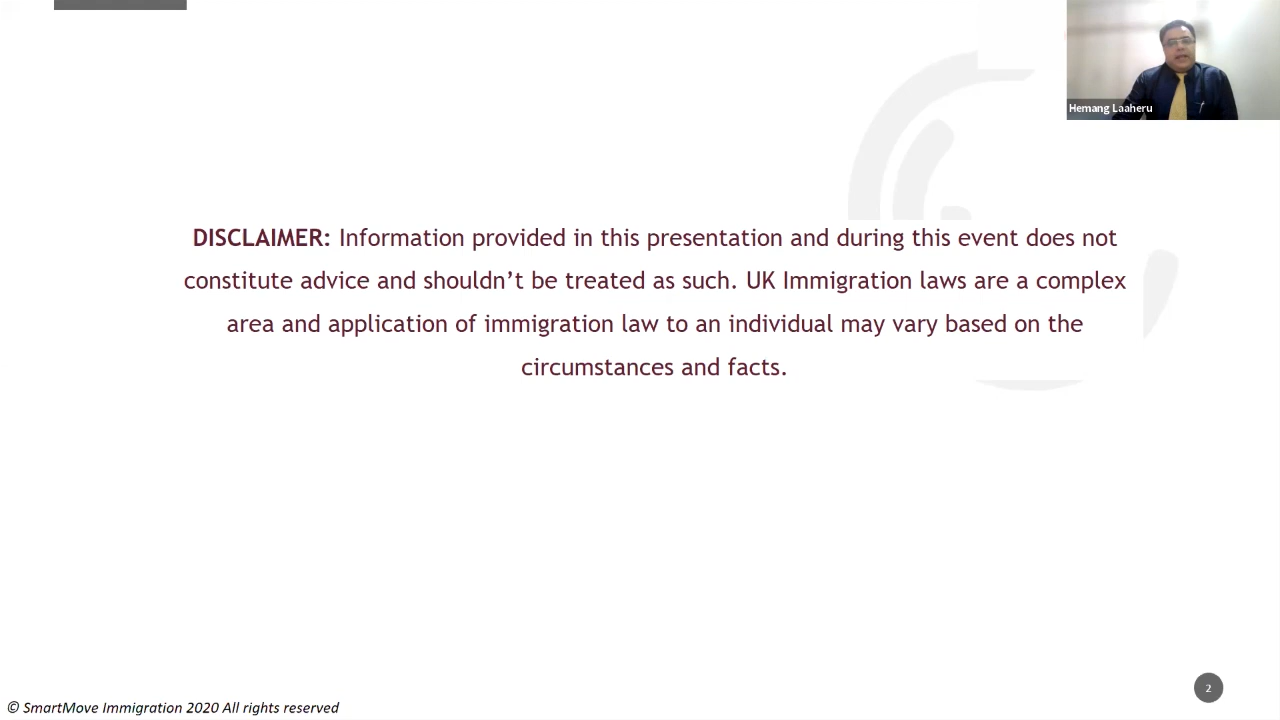 Hemang Laaheru
DISCLAIMER: Information provided in this presentation and during this event does not
constitute advice and shouldn’t be treated as such. UK Immigration laws are a complex
area and application of immigration law to an individual may vary based on the
circumstances and facts.
2
© SmartMove Immigration 2020 All rights reserved